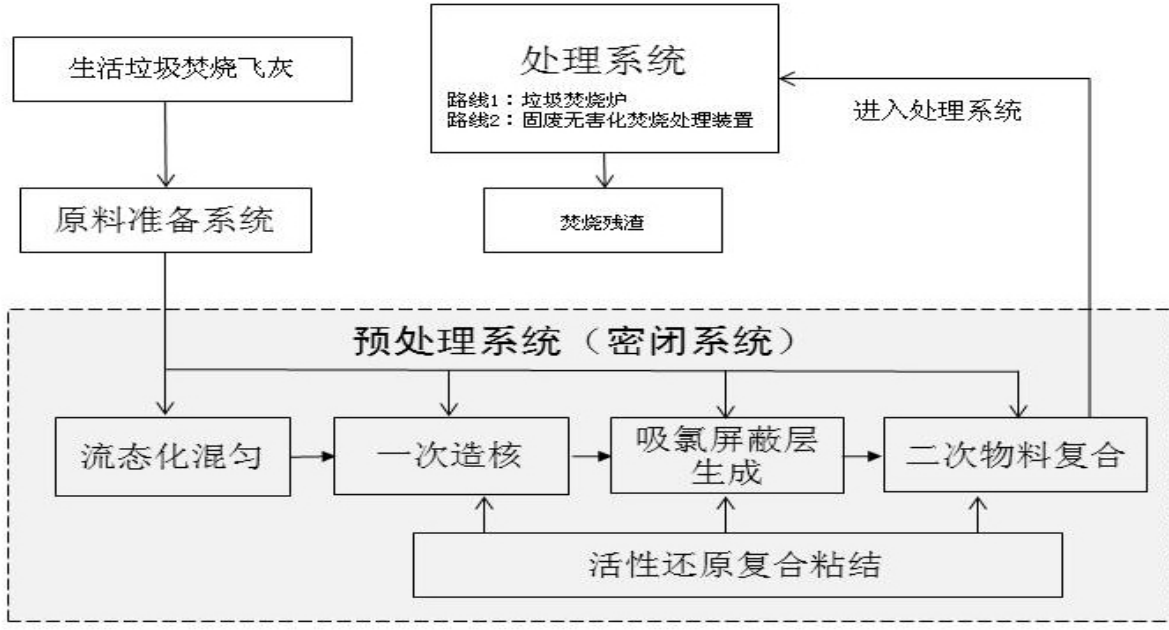 生活垃圾焚烧飞灰
处理系统
路线1：垃圾焚烧炉
路线2：固废无害化焚烧处理装置
进入处理系统
原料准备系统
焚烧残渣
预处理系统（密闭系统）
流态化混匀
一次造核
吸氯屏蔽层
生成
二次物料复合
活性还原复合粘结